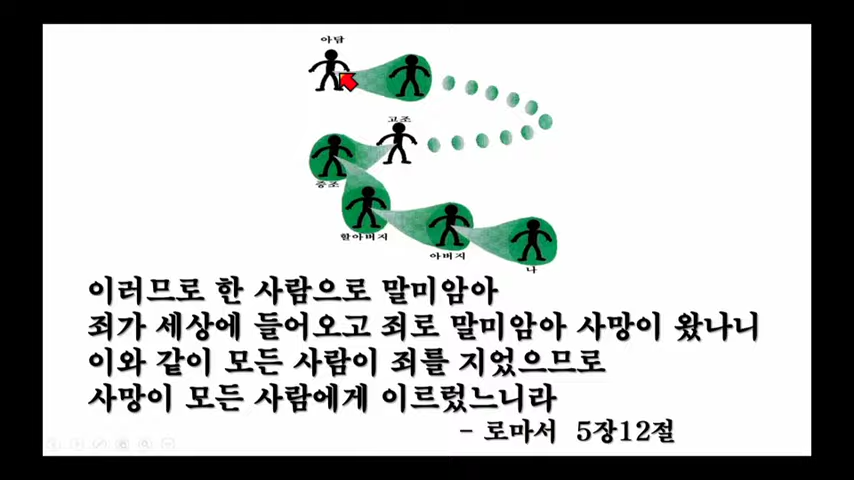 아담
고조
증조
할아버지
아버지
나
이러므로 한 사람으로 말미암아
죄가 세상에 들어오고 죄로 말미암아 사망이 왔나니
이와 같이 모든 사람이 죄를 지었으므로
사망이 모든 사람에게 이르렀느니라
- 로마서 5장12절